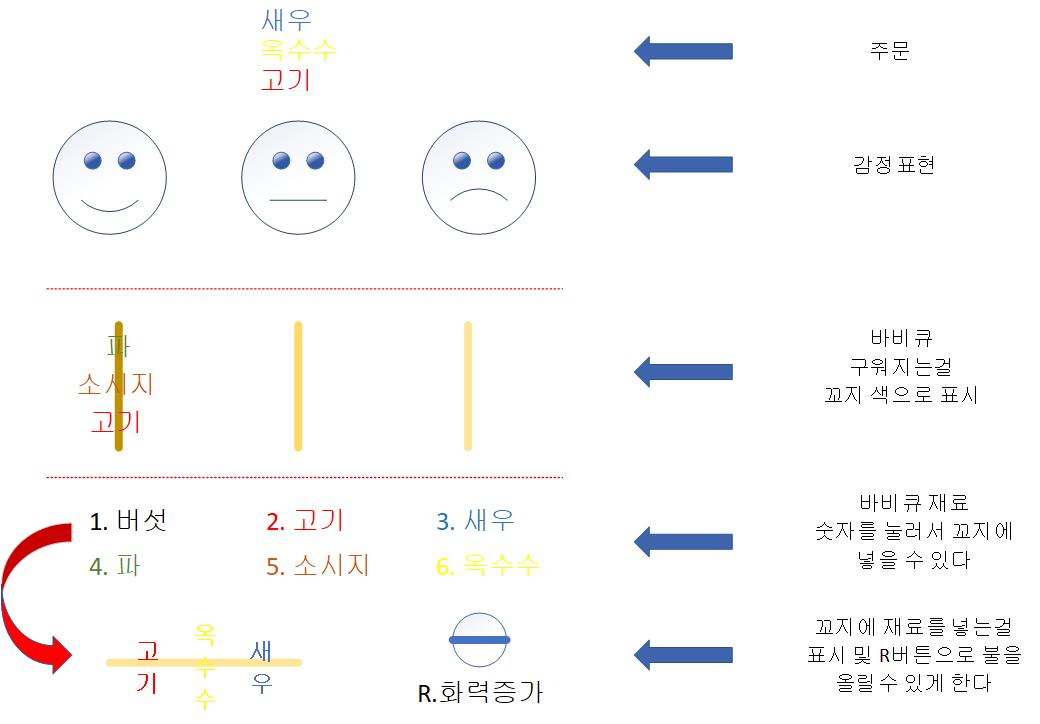 새우
옥수수
고기
주문
감정 표현
파
소시지
고기
바비큐
구워지는걸
꼬지 색으로 표시
1. 버섯
2. 고기
3. 새우
4. 파
5. 소시지
6. 옥수수
바비큐 재료
숫자를 눌러서 꼬지에
넣을 수 있다
고기
옥수수
새우
R.화력증가
꼬지에 재료를 넣는걸
표시 및 R버튼으로 불을
올릴 수 있게 한다